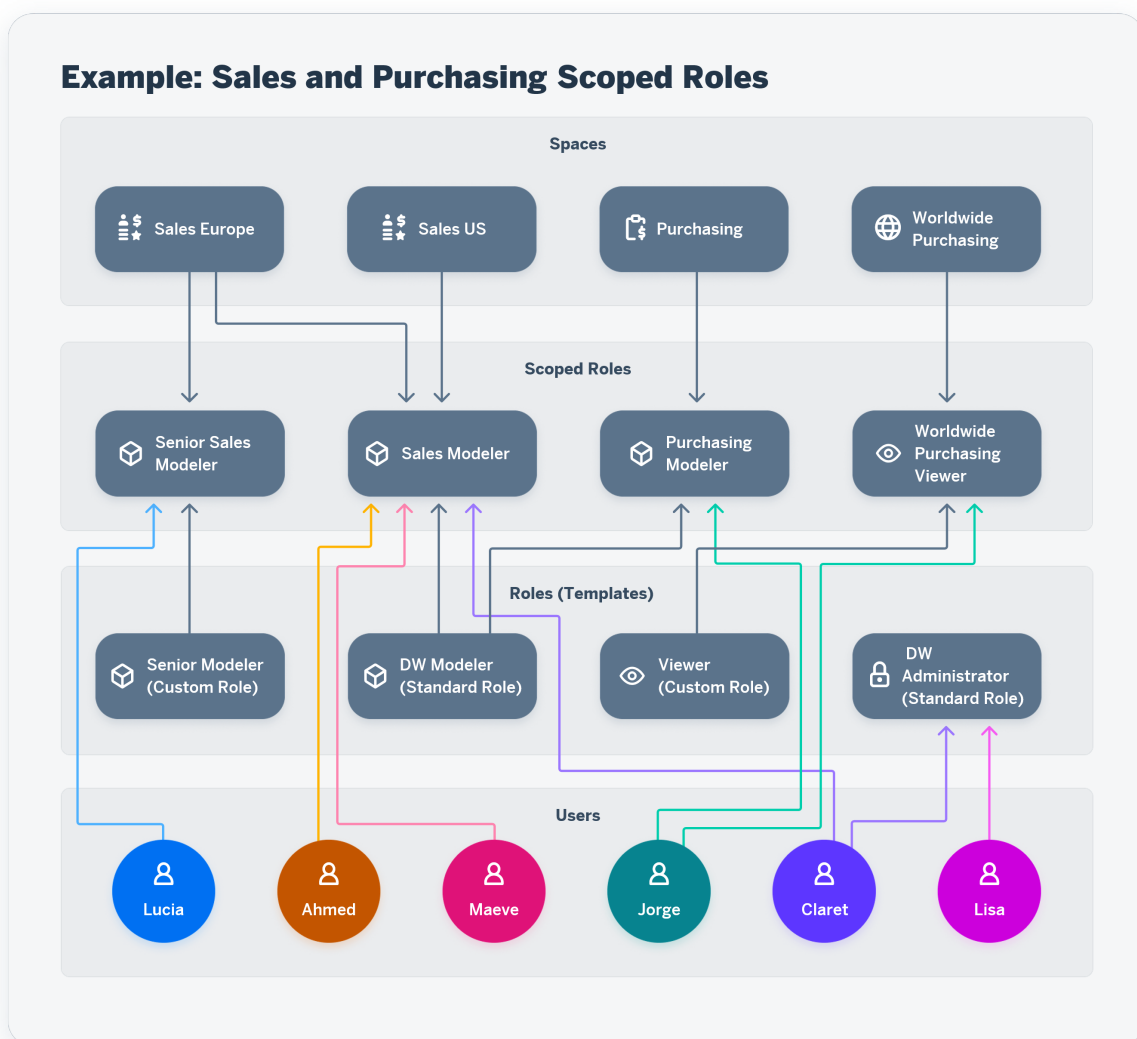 Example: Sales and Purchasing Scoped Roles
Spaces
Sales Europe
Sales US
Purchasing
Worldwide
Purchasing
Scoped Roles
Senior Sales
Modeler
Sales Modeler
Purchasing
Modeler
Worldwide
Purchasing
Viewer
Roles (Templates)
Senior Modeler
(Custom Role)
DW Modeler
(Standard Role)
Viewer
(Custom Role)
DW
Administrator
(Standard Role)
Users
Lucia
Ahmed
Maeve
Jorge
Claret
Lisa